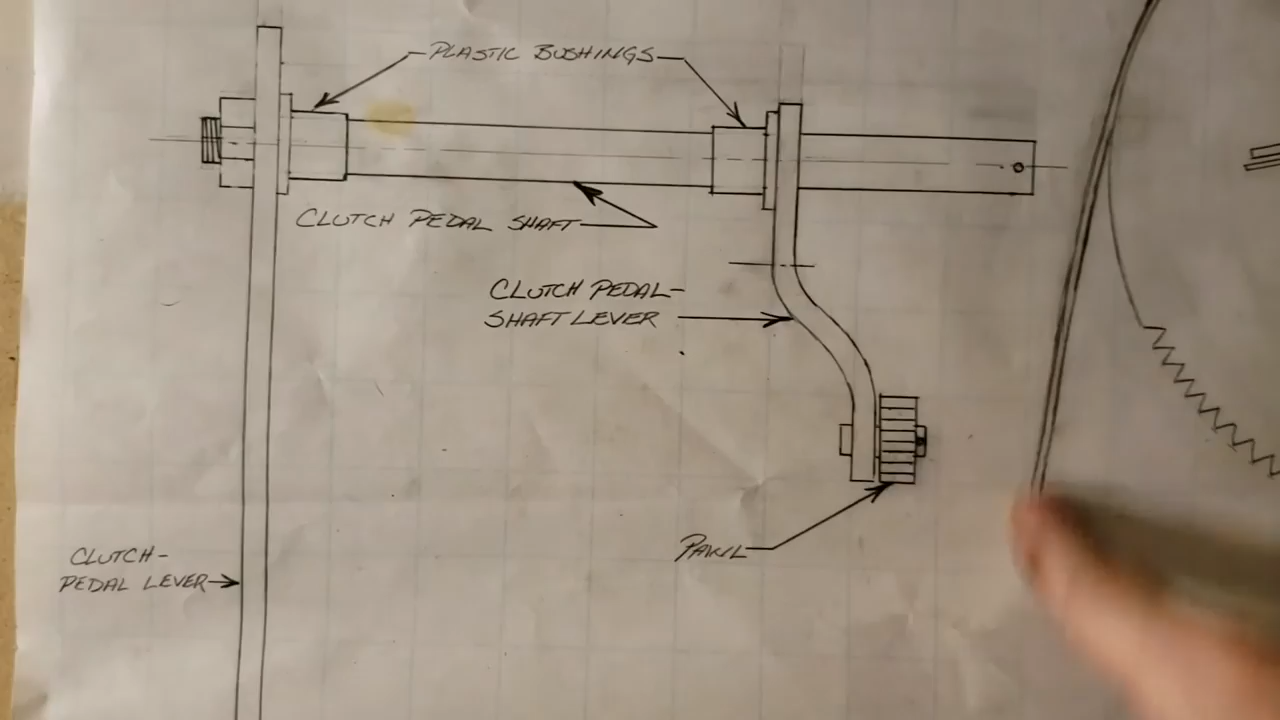 PLASTIC BUSHINGS
CLUTCH PEDAL SHAFT
CLUTCH PEDAL-
SHAFT LEVER
PAWL
CLUTCH-
PEDAL LEVER